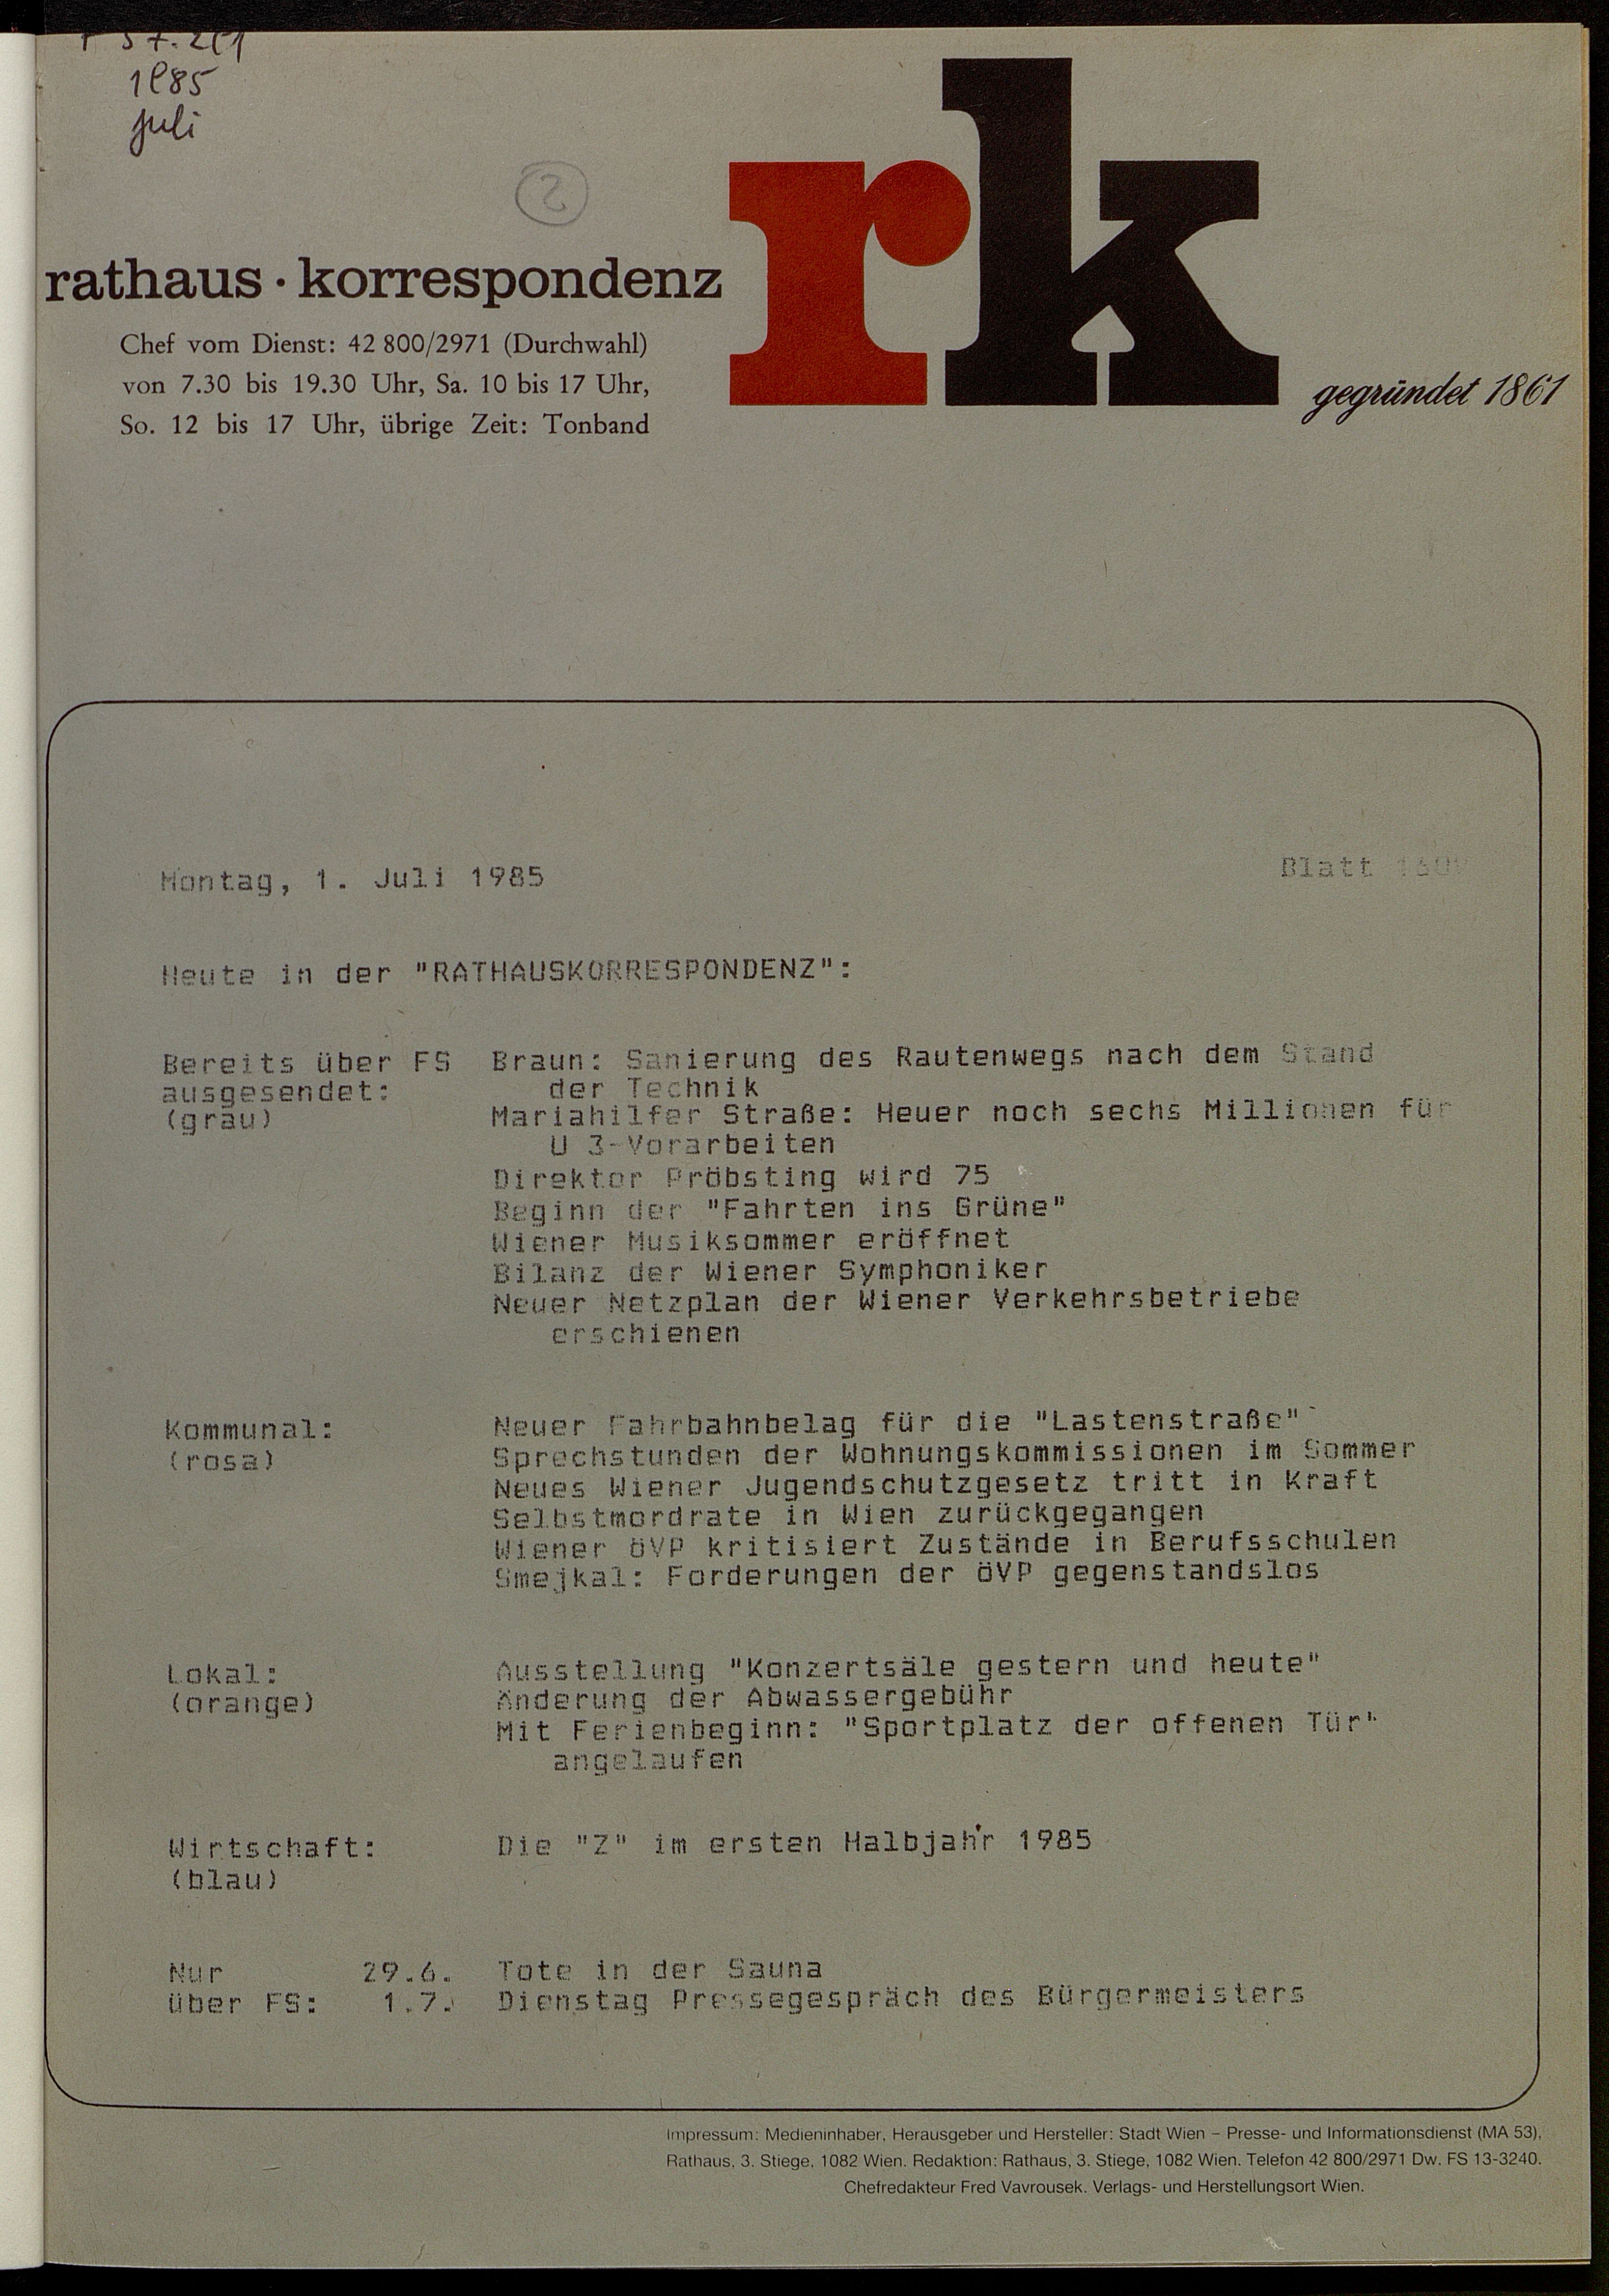 1985
Juli
2
rk
rathaus · korrespondenz
Chef vom Dienst: 42 800/2971 (Durchwahl)
von 7.30 bis 19.30 Uhr, Sa. 10 bis 17 Uhr,
So. 12 bis 17 Uhr, übrige Zeit: Tonband
gegründet 1861
Montag, 1. Juli 1985 Blatt
Heute in der "RATHAUSKORRESPONDENZ":
Bereits über FS Braun: Sanierung des Rautenwegs nach dem Stand
ausgesendet: der Technik
(grau) Mariahilfer Straße: Heuer noch sechs Millionen für
U 3-Vorarbeiten
Direktor Pröbsting wird 75
Beginn der "Fahrten ins Grüne"
Wiener Musiksommer eröffnet
Bilanz der Wiener Symphoniker
Neuer Netzplan der Wiener Verkehrsbetriebe
erschienen
Kommunal: Neuer Fahrbahnbelag für die "Lastenstraße"
(rosa) Sprechstunden der Wohnungskommissionen im Sommer
Neues Wiener Jugendschutzgesetz tritt in Kraft
Selbstmordrate in Wien zurückgegangen
Wiener ÖVP kritisiert Zustände in Berufsschulen
Smejkal: Forderungen der ÖVP gegenstandslos
Lokal: Ausstellung "Konzertsäle gestern und heute"
(orange) Änderung der Abwassergebühr
Mit Ferienbeginn: "Sportplatz der offenen Tür"
angelaufen
Wirtschaft: Die "Z" im ersten Halbjahr 1985
(blau)
Nur 29.6. Tote in der Sauna
über FS: 1.7. Dienstag Pressegespräch des Bürgermeisters
Impressum: Medieninhaber, Herausgeber und Hersteller: Stadt Wien – Presse- und Informationsdienst (MA 53),
Rathaus, 3. Stiege, 1082 Wien. Redaktion: Rathaus, 3. Stiege, 1082 Wien. Telefon 42 800/2971 Dw. FS 13-3240.
Chefredakteur Fred Vavrousek. Verlags- und Herstellungsort Wien.